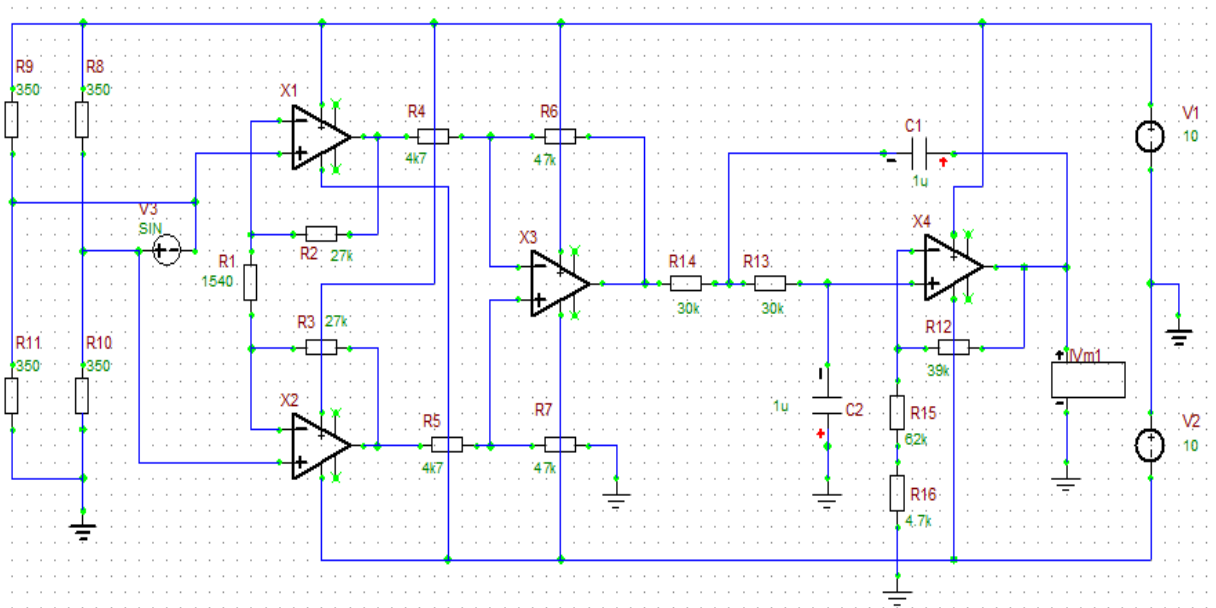 R9
350
R8
350
X1
R4
4k7
R6
47k
C1
1u
V1
10
V3
SIN
R2
27k
R1
1540
X3
R14
30k
R13
30k
X4
R3
27k
R12
39k
IVm1
R11
350
R10
350
X2
R5
4k7
R7
47k
1u
C2
R15
62k
R16
4.7k
V2
10